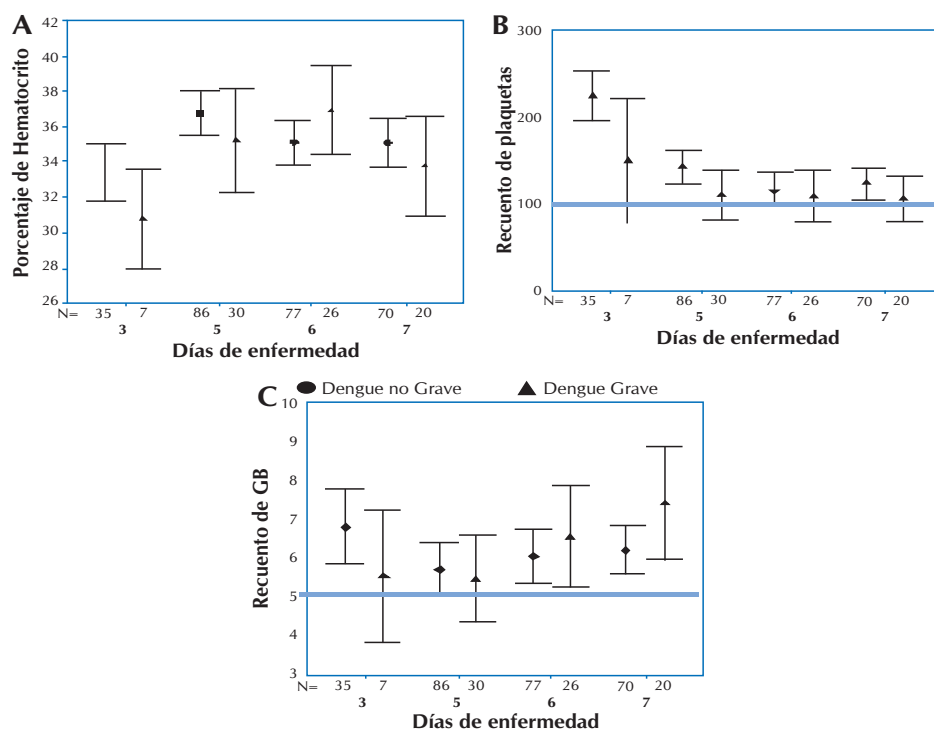 A
Porcentaje de Hematocrito
42
40
38
36
34
32
30
28
26
N= 35 7 86 30 77 26 70 20
3 5 6 7
Días de enfermedad
B
Recuento de plaquetas
300
200
100
0
N= 35 7 86 30 77 26 70 20
3 5 6 7
Días de enfermedad
Dengue no Grave Dengue Grave
C
Recuento de GB
10
9
8
7
6
5
4
3
N= 35 7 86 30 77 26 70 20
3 5 6 7
Días de enfermedad